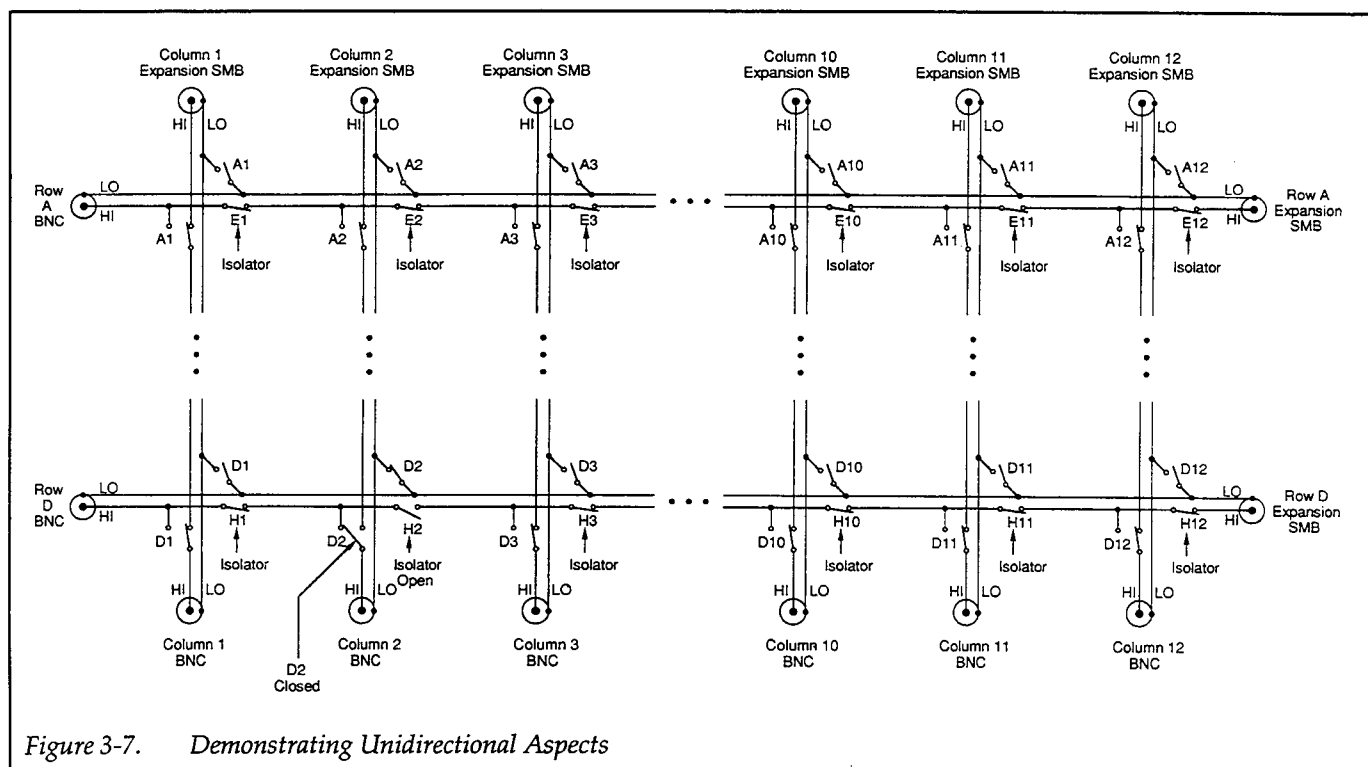 Column 1
Expansion SMB
Column 2
Expansion SMB
Column 3
Expansion SMB
Column 10
Expansion SMB
Column 11
Expansion SMB
Column 12
Expansion SMB
HI LO HI LO HI LO HI LO HI LO HI LO
A1 A2 A3 A10 A11 A12
Row
A
BNC
LO
HI
LO
HI
Row A
Expansion
SMB
E1 E2 E3 E10 E11 E12
A1 A2 A3 A10 A11 A12
Isolator Isolator Isolator Isolator Isolator Isolator
D1 D2 D3 D10 D11 D12
Row
D
BNC
LO
HI
LO
HI
Row D
Expansion
SMB
H1 H2 H3 H10 H11 H12
D1 D2 D3 D10 D11 D12
Isolator Isolator
Open
Isolator Isolator Isolator Isolator
HI LO HI LO HI LO HI LO HI LO HI LO
Column 1
BNC
Column 2
BNC
Column 3
BNC
Column 10
BNC
Column 11
BNC
Column 12
BNC
D2
Closed
Figure 3-7. Demonstrating Unidirectional Aspects